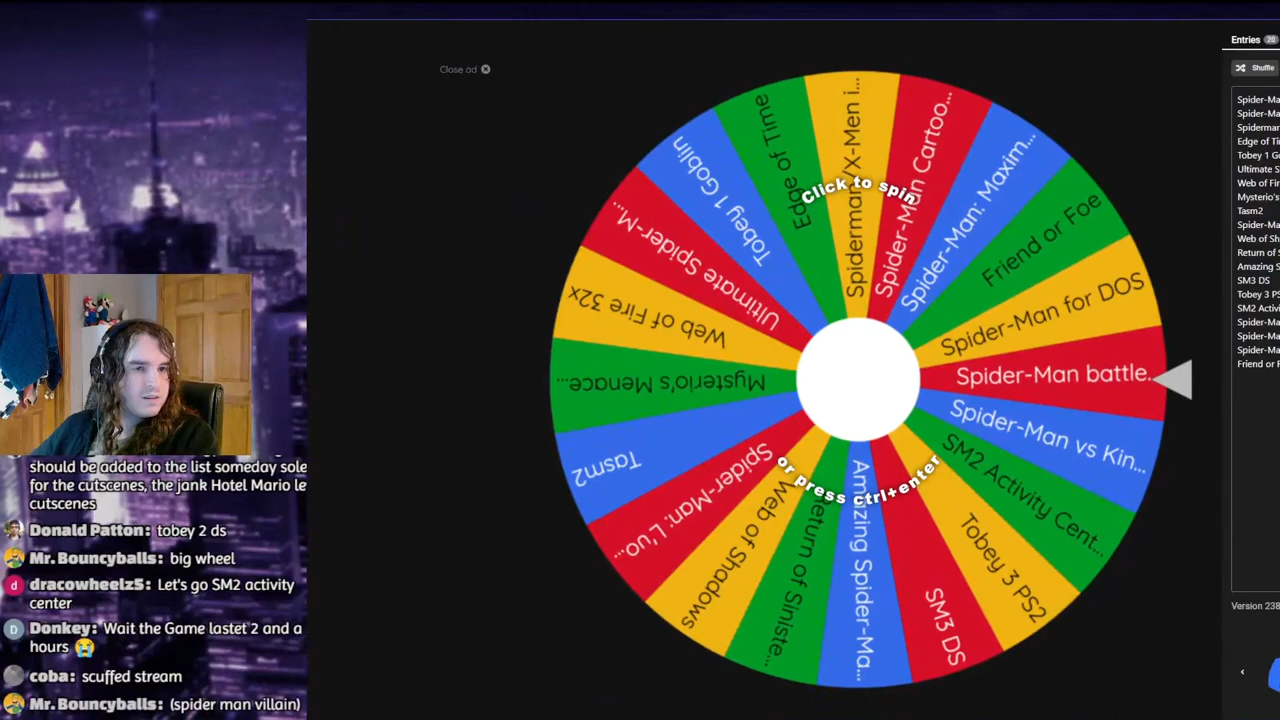 should be added to the list someday sole
for the cutscenes, the jank Hotel Mario le
cutscenes
Donald Patton: tobey 2 ds
Mr. Bouncyballs: big wheel
dracowheelz5: Let's go SM2 activity
center
Donkey: Wait the Game lastet 2 and a
hours 😭
coba: scuffed stream
Mr. Bouncyballs: (spider man villain)
Close ad
Click to spin
or press ctrl+enter
Spiderman/X-Men i...
Spider-Man Cartoo...
Spider-Man: Maxim...
Friend or Foe
Spider-Man for DOS
Spider-Man battle...
Spider-Man vs Kin...
SM2 Activity Cent...
Tobey 3 PS2
SM3 DS
Amazing Spider-Ma...
Return of Siniste...
Web of Shadows
Spider-Man: L'uo...
Tasm2
Mysterio's Menace...
Web of Fire 32x
Ultimate Spider-M...
Tobey 1 Goblin
Edge of Time
Entries 20
Shuffle
Spider-Ma
Spider-Ma
Spiderma
Edge of Ti
Tobey 1 G
Ultimate S
Web of Fir
Mysterio's
Tasm2
Spider-Ma
Web of Sh
Return of S
Amazing S
SM3 DS
Tobey 3 PS
SM2 Activi
Spider-Ma
Spider-Ma
Spider-Ma
Friend or F
Version 238